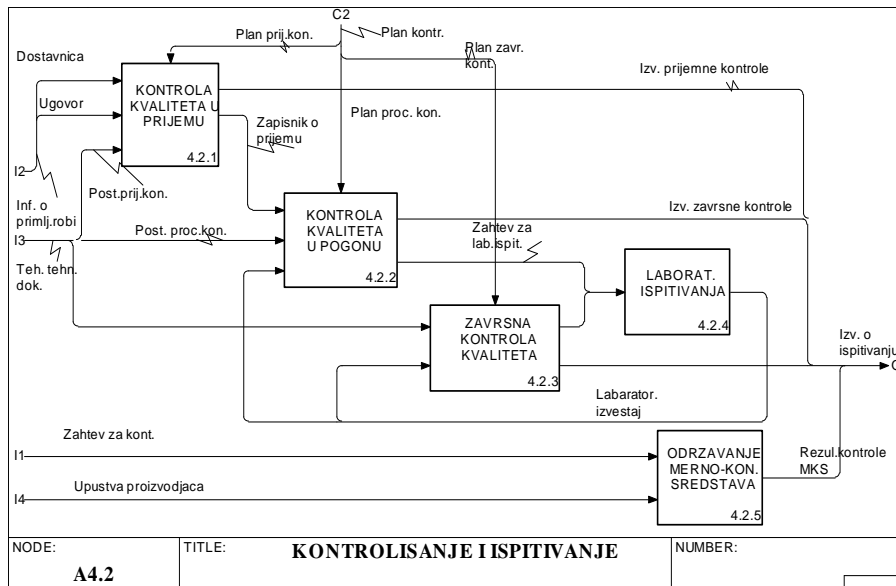 C2
Plan prij.kon.
Plan kontr.
Plan zavr.
kont.
Dostavnica
Izv. prijemne kontrole
KONTROLA
KVALITETA U
PRIJEMU
4.2.1
Ugovor
Plan proc. kon.
Zapisnik o
prijemu
I2
Post.prij.kon.
Inf. o
primlj.robi
KONTROLA
KVALITETA
U POGONU
4.2.2
Izv. zavrsne kontrole
I3
Post. proc.kon.
Zahtev za
lab.ispit.
Teh. tehn.
dok.
LABORAT.
ISPITIVANJA
4.2.4
ZAVRSNA
KONTROLA
KVALITETA
4.2.3
Izv. o
ispitivanju
Labarator.
izvestaj
Zahtev za kont.
I1
ODRZAVANJE
MERNO-KON.
SREDSTAVA
4.2.5
Rezul.kontrole
MKS
Upustva proizvodjaca
I4
NODE:
A4.2
TITLE:
KONTROLISANJE I ISPITIVANJE
NUMBER: